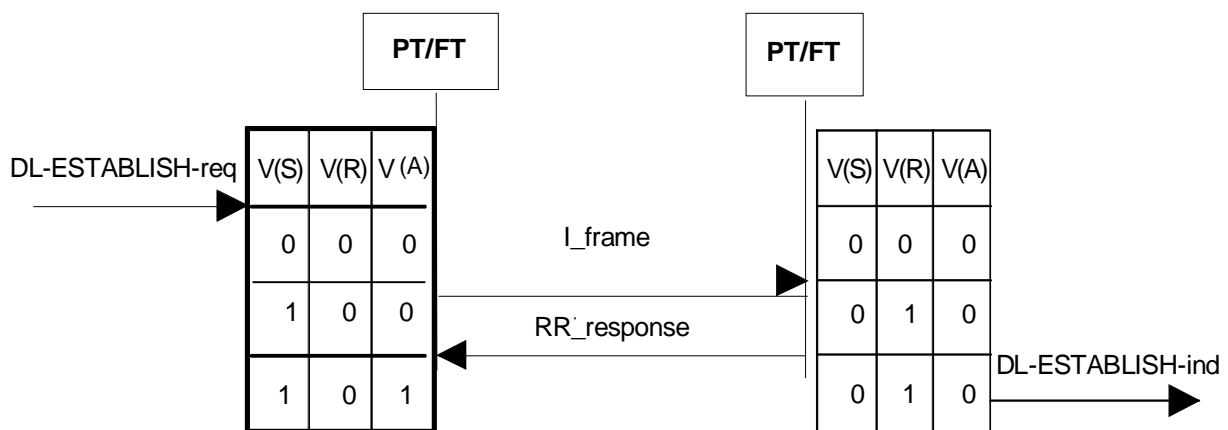 PT/FT PT/FT
DL-ESTABLISH-req V(S) V(R) V(A) V(S) V(R) V(A)
0 0 0 I_frame 0 0 0
1 0 0 0 1 0
RR_response
1 0 1 0 1 0 DL-ESTABLISH-ind